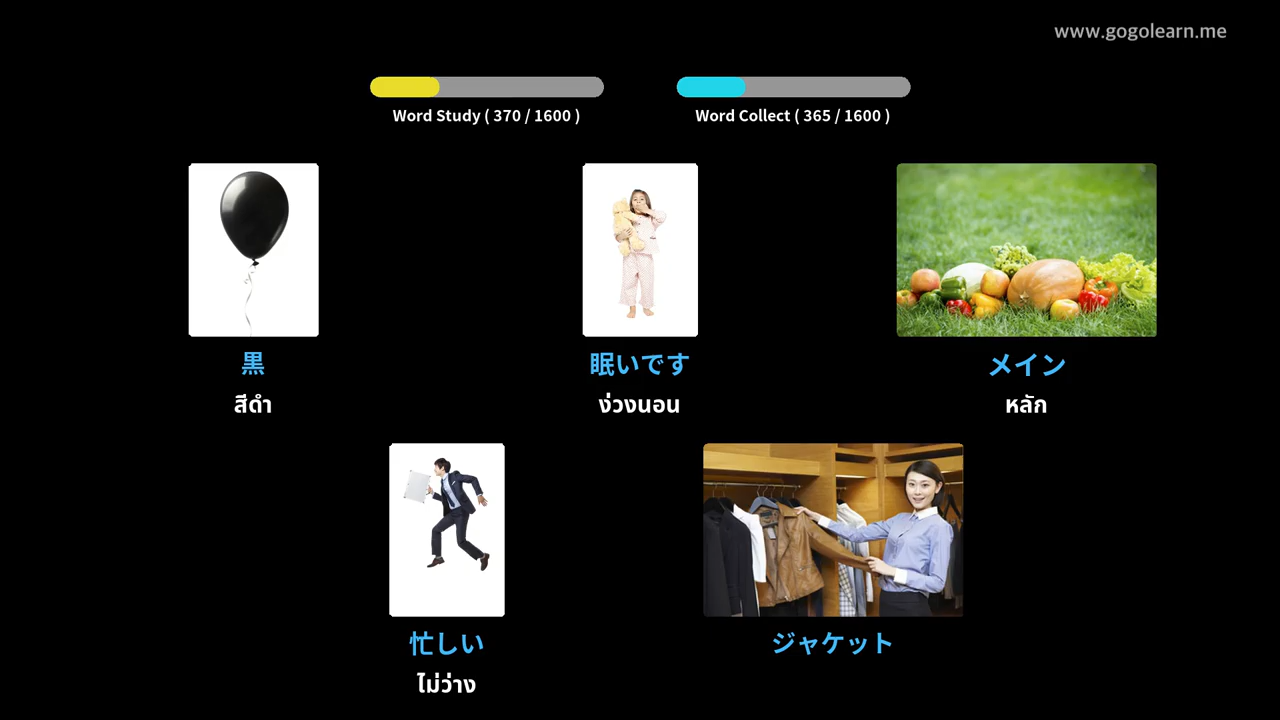 www.gogolearn.me
Word Study ( 370 / 1600 )
Word Collect ( 365 / 1600 )
黒
สีดำ
眠いです
ง่วงนอน
メイン
หลัก
忙しい
ไม่ว่าง
ジャケット